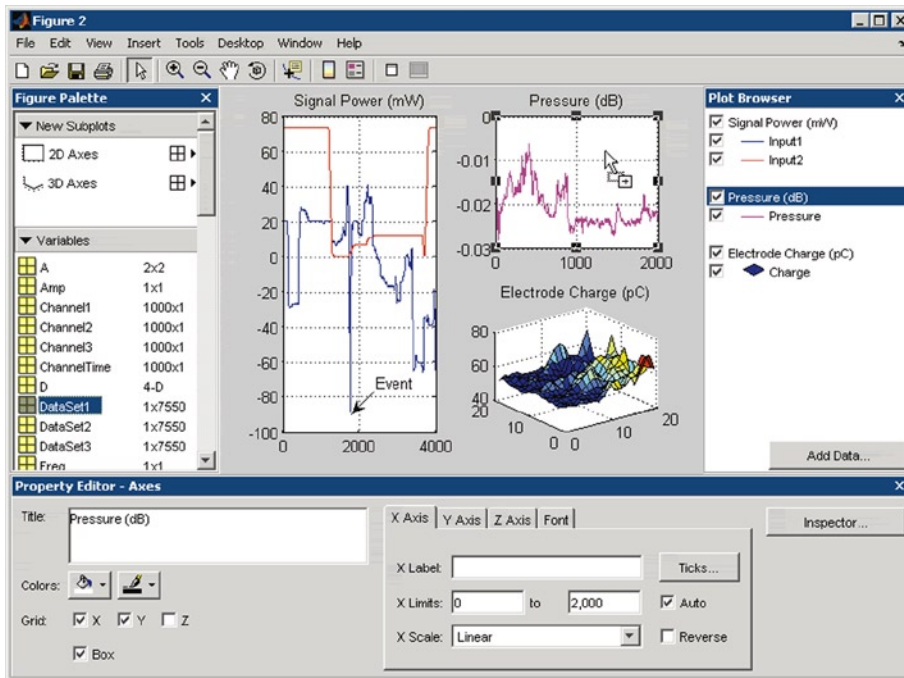 Figure 2
File Edit View Insert Tools Desktop Window Help
Figure Palette
New Subplots
2D Axes
3D Axes
Variables
A 2x2
Amp 1x1
Channel1 1000x1
Channel2 1000x1
Channel3 1000x1
ChannelTime 1000x1
D 4-D
DataSet1 1x7550
DataSet2 1x7550
DataSet3 1x7550
Freq 1x1
Signal Power (mW)
80
60
40
20
0
-20
-40
-60
-80
-100
0 2000 4000
Event
Pressure (dB)
0
-0.01
-0.02
-0.03
0 1000 2000
Electrode Charge (pC)
80
60
40
20
10
0
0
10
20
Plot Browser
Signal Power (mW)
Input1
Input2
Pressure (dB)
Pressure
Electrode Charge (pC)
Charge
Add Data...
Property Editor - Axes
Title: Pressure (dB)
Colors:
Grid: X Y Z
Box
X Axis Y Axis Z Axis Font
X Label: Ticks...
X Limits: 0 to 2,000 Auto
X Scale: Linear Reverse
Inspector...